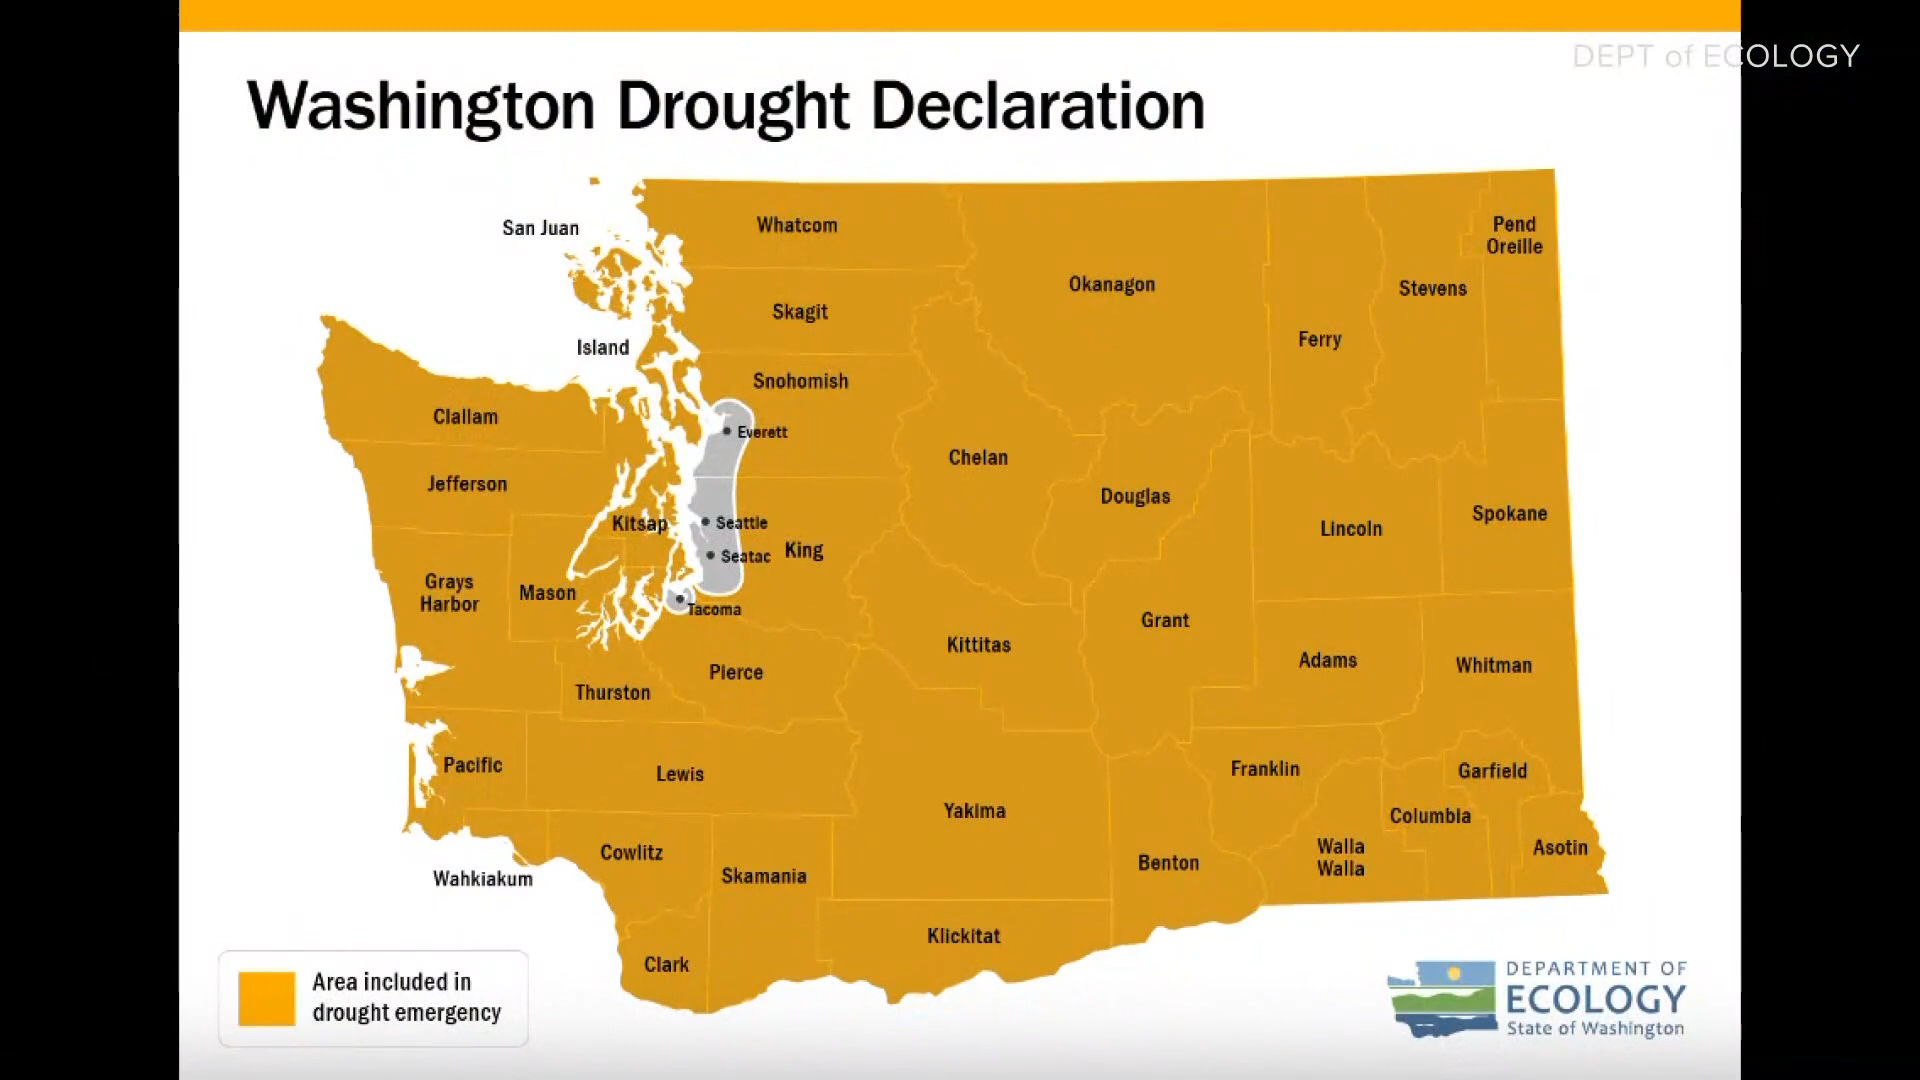 DEPT of ECOLOGY
Washington Drought Declaration
San Juan
Whatcom
Pend
Oreille
Okanagon
Stevens
Skagit
Ferry
Island
Snohomish
Clallam
Everett
Chelan
Jefferson
Douglas
Spokane
Kitsap
Seattle
Lincoln
Seatac
King
Grays
Harbor
Mason
Tacoma
Grant
Kittitas
Adams
Whitman
Pierce
Thurston
Pacific
Lewis
Franklin
Garfield
Yakima
Columbia
Cowlitz
Walla
Walla
Asotin
Benton
Skamania
Wahkiakum
Klickitat
Clark
Area included in
drought emergency
DEPARTMENT OF
ECOLOGY
State of Washington